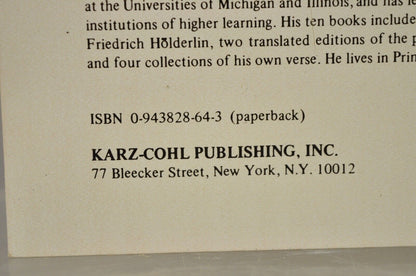 at the Universities of Michigan and Illinois, and has
institutions of higher learning. His ten books include
Friedrich Hölderlin, two translated editions of the
and four collections of his own verse. He lives in
ISBN 0-943828-64-3 (paperback)
KARZ-COHL PUBLISHING, INC.
77 Bleecker Street, New York, N.Y. 10012